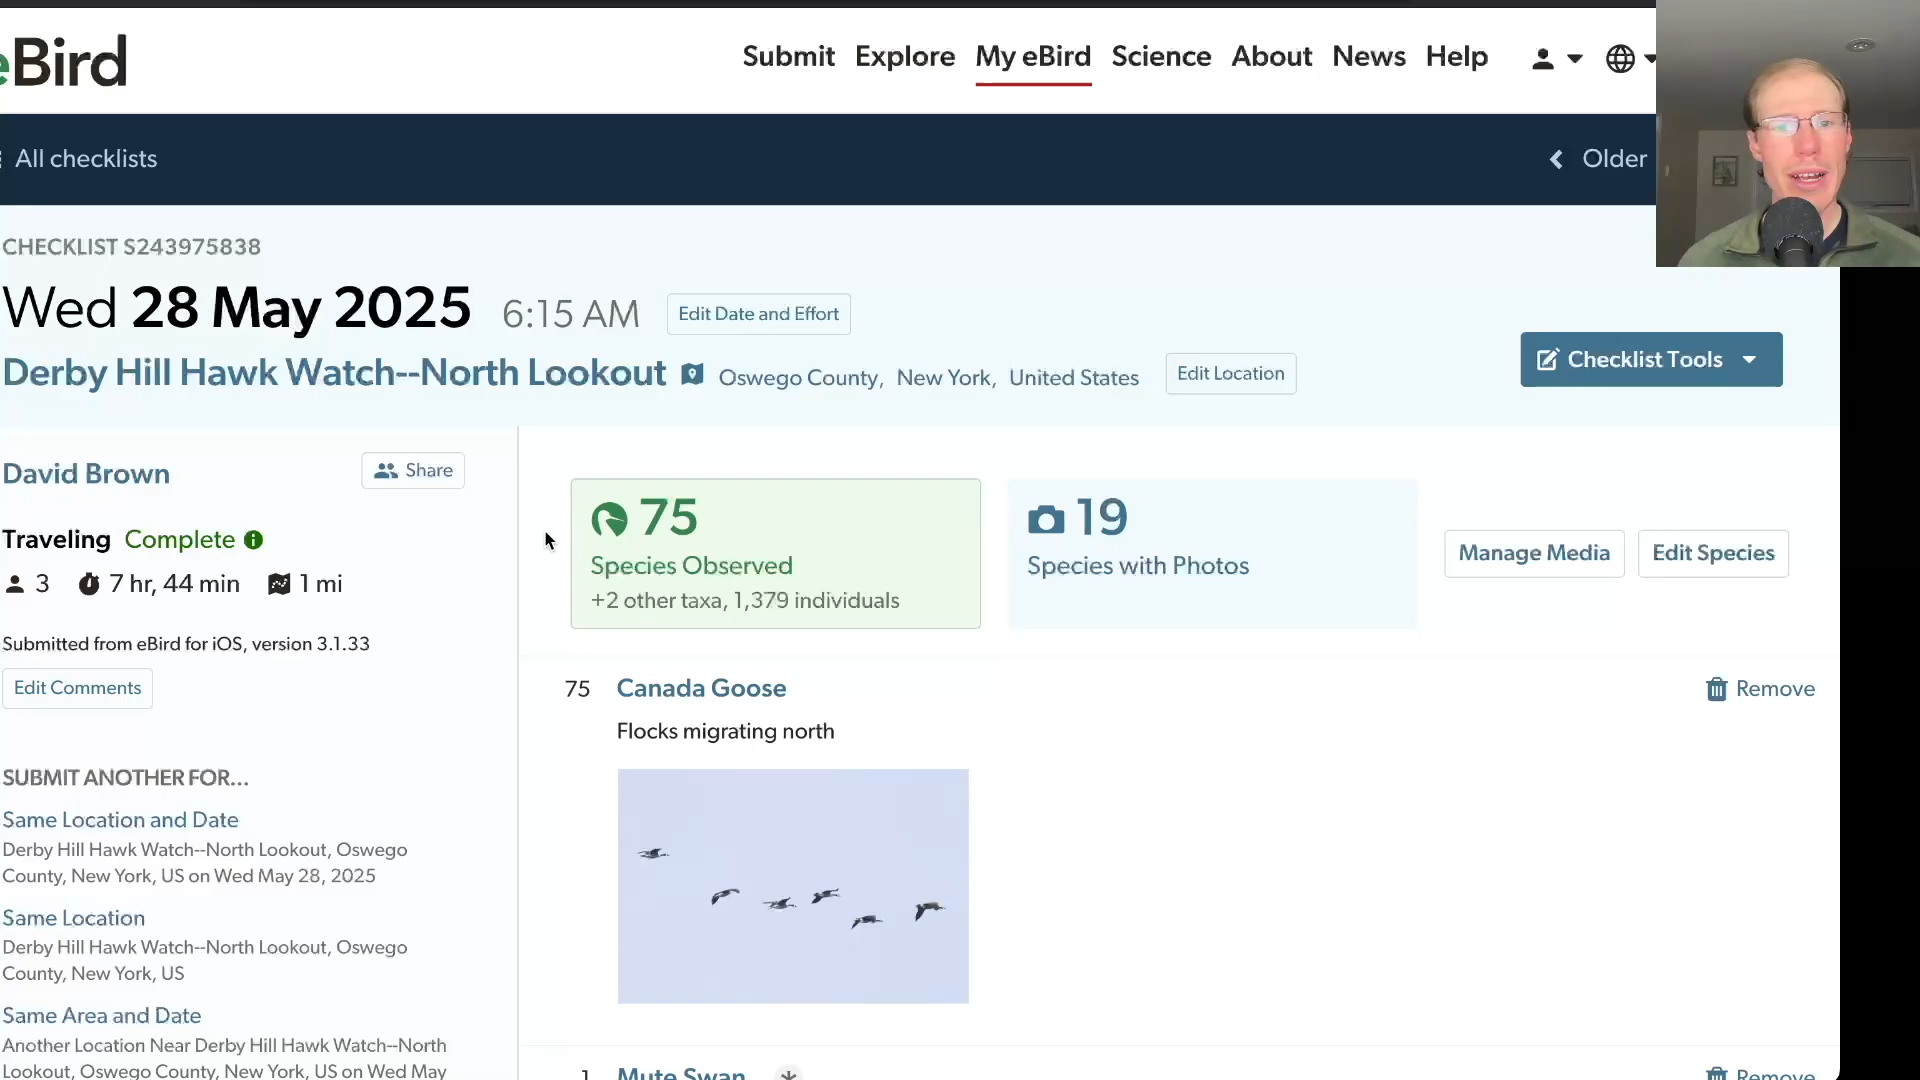 eBird
Submit Explore My eBird Science About News Help
All checklists
Older
CHECKLIST S243975838
Wed 28 May 2025 6:15 AM Edit Date and Effort
Derby Hill Hawk Watch--North Lookout Oswego County, New York, United States Edit Location
Checklist Tools
David Brown
Share
Traveling Complete
3 7 hr, 44 min 1 mi
Submitted from eBird for iOS, version 3.1.33
Edit Comments
SUBMIT ANOTHER FOR...
Same Location and Date
Derby Hill Hawk Watch--North Lookout, Oswego
County, New York, US on Wed May 28, 2025
Same Location
Derby Hill Hawk Watch--North Lookout, Oswego
County, New York, US
Same Area and Date
Another Location Near Derby Hill Hawk Watch--North
Lookout, Oswego County, New York, US on Wed May
75
Species Observed
+2 other taxa, 1,379 individuals
19
Species with Photos
Manage Media
Edit Species
75 Canada Goose
Remove
Flocks migrating north
1 Mute Swan
Remove